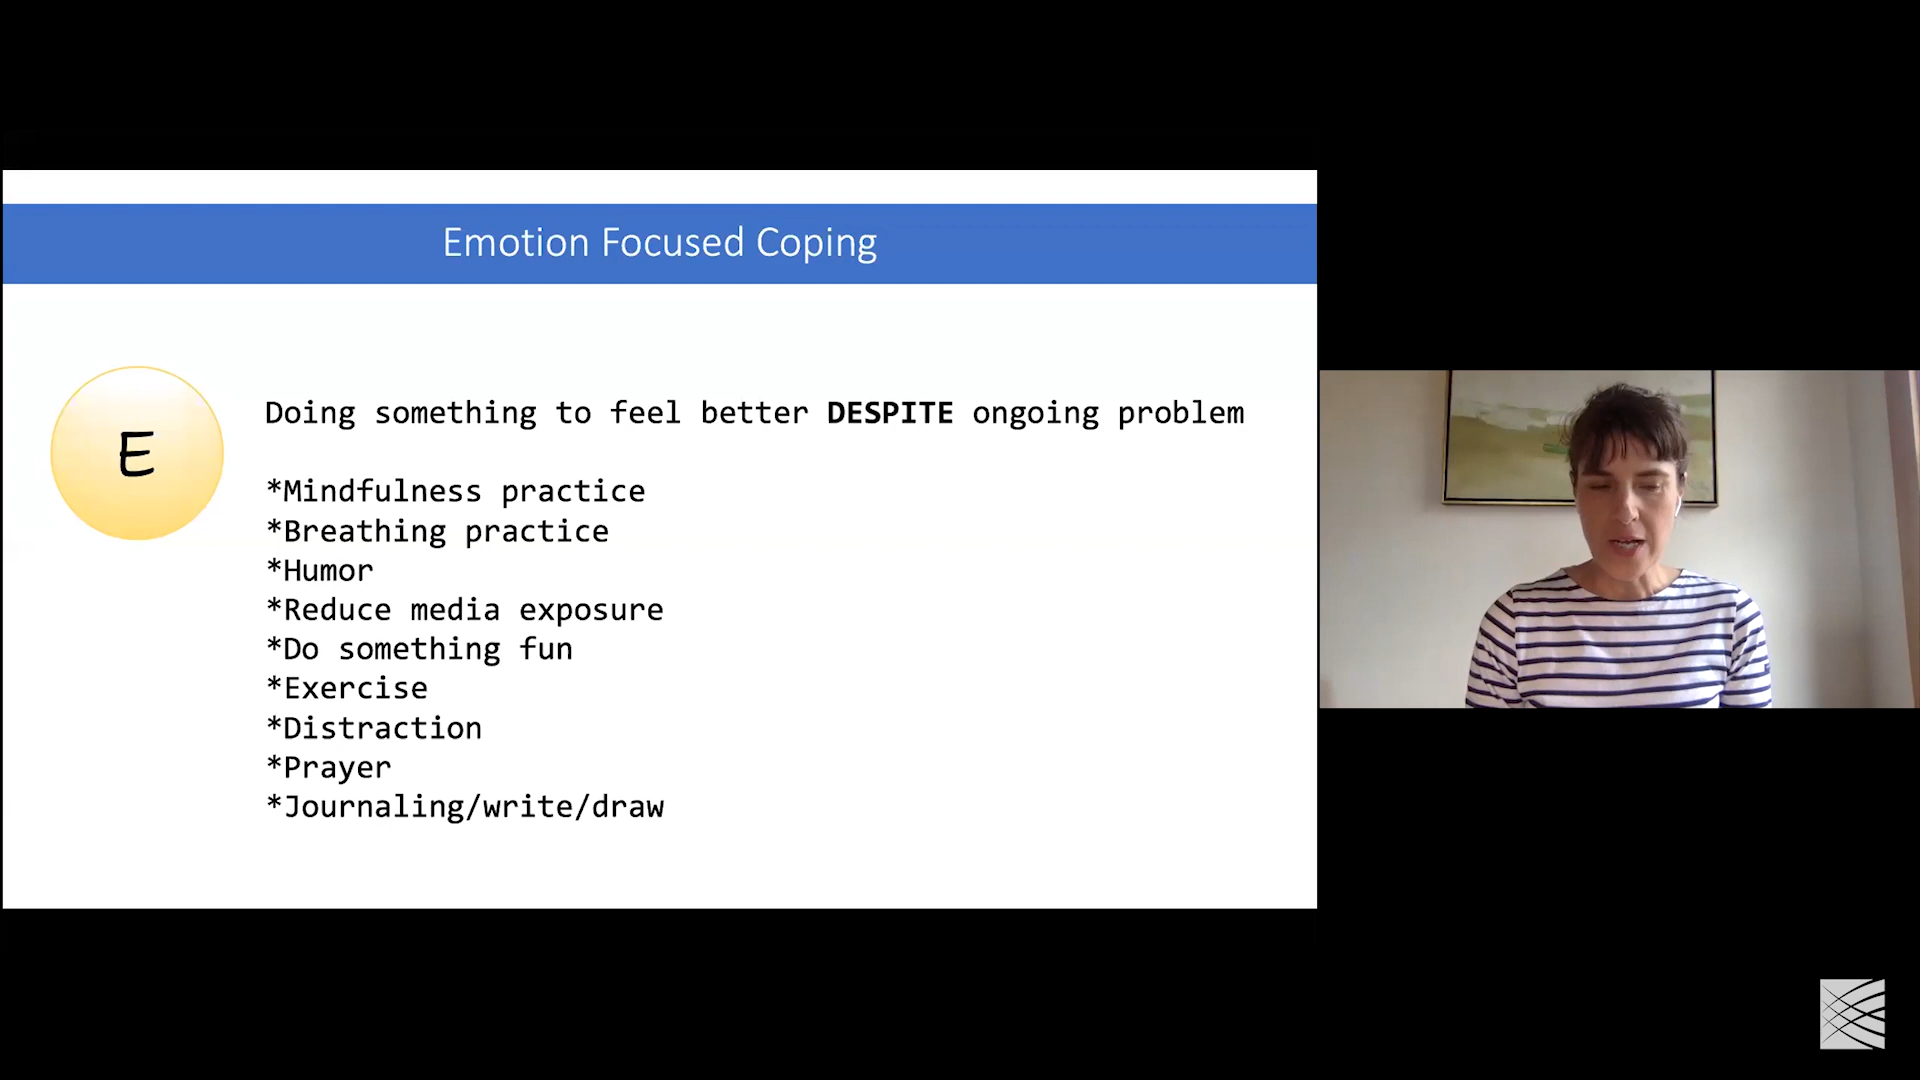 Emotion Focused Coping
E
Doing something to feel better DESPITE ongoing problem
*Mindfulness practice
*Breathing practice
*Humor
*Reduce media exposure
*Do something fun
*Exercise
*Distraction
*Prayer
*Journaling/write/draw